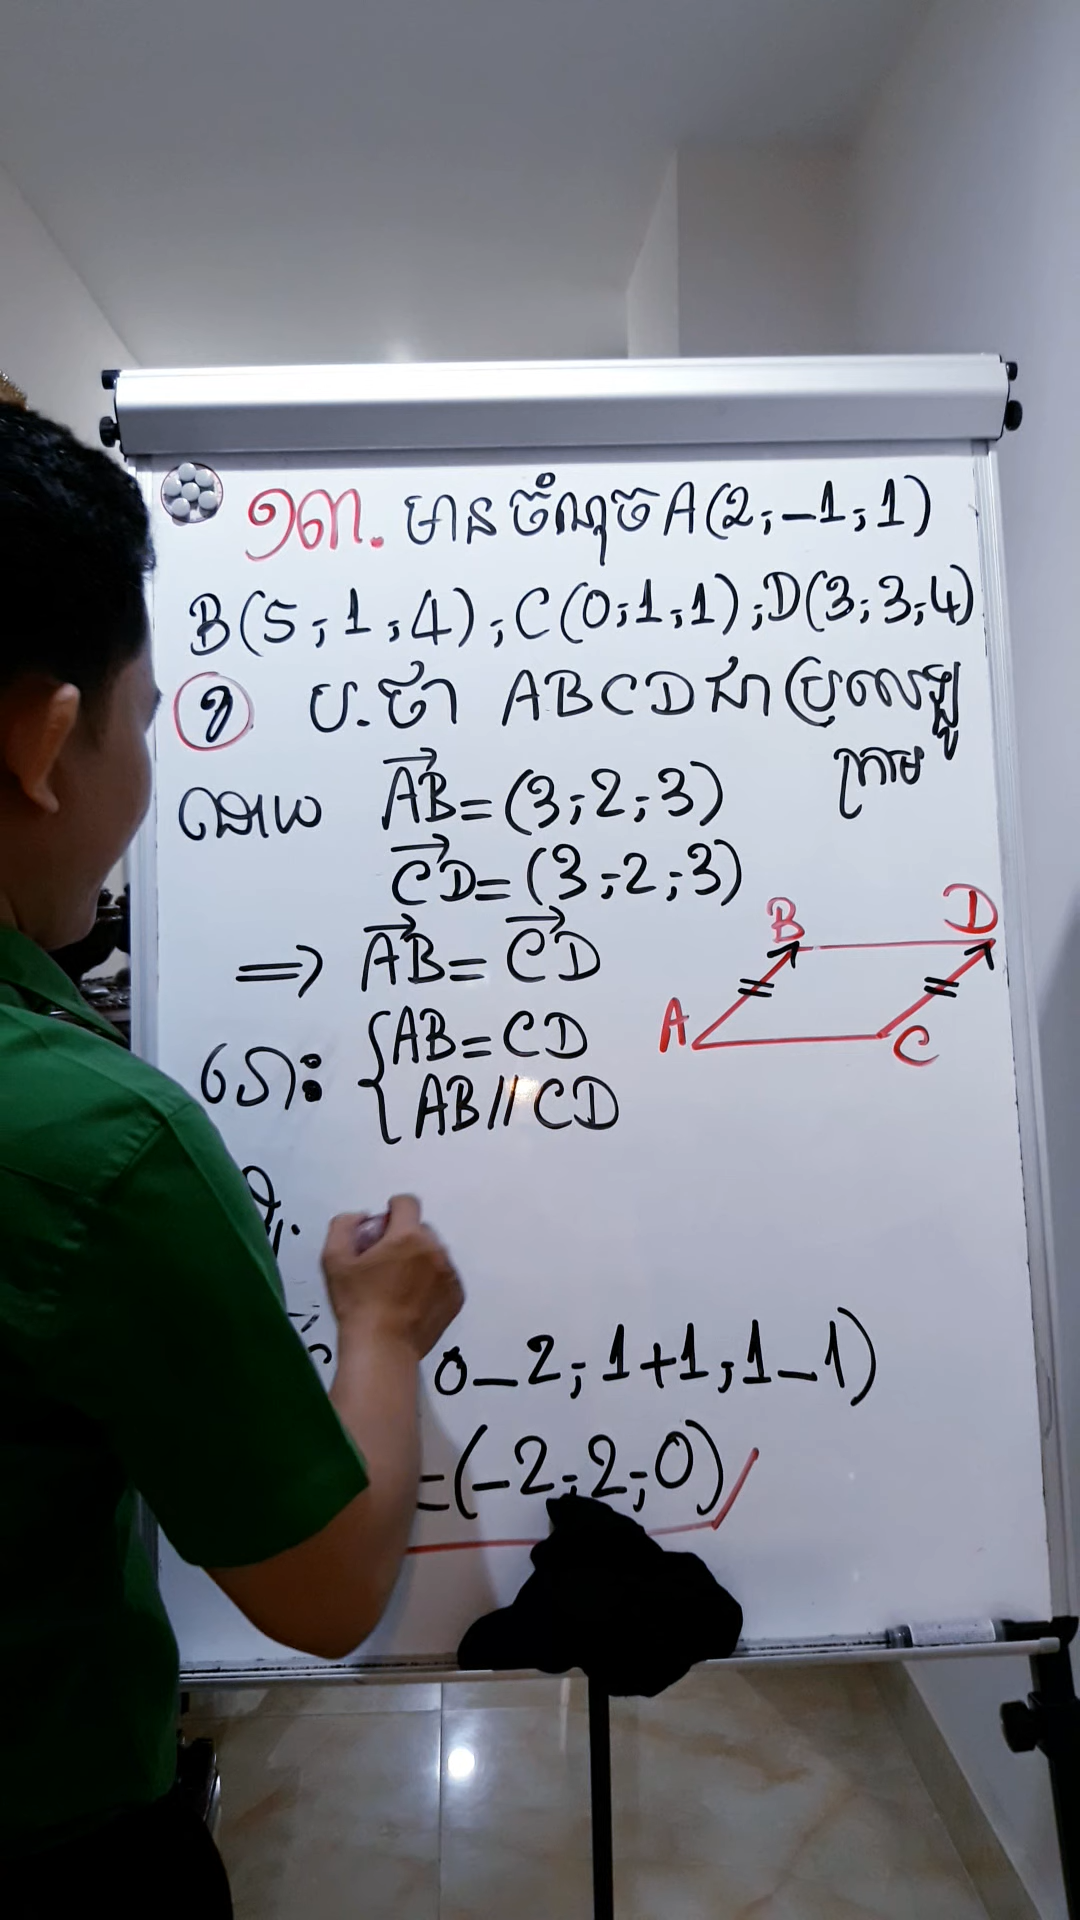 ១៣. មានចំណុច A(2;-1;1)
B(5;1;4);C(0;1;1);D(3;3;4)
ខ ប.ថា ABCD ជាប្រលេឡូ
ក្រាម
ដោយ AB=(3;2;3)
CD=(3;2;3)
⟹ AB=CD
នោះ {AB=CD
AB//CD
B D
A C
0-2;1+1;1-1)
=(-2;2;0)